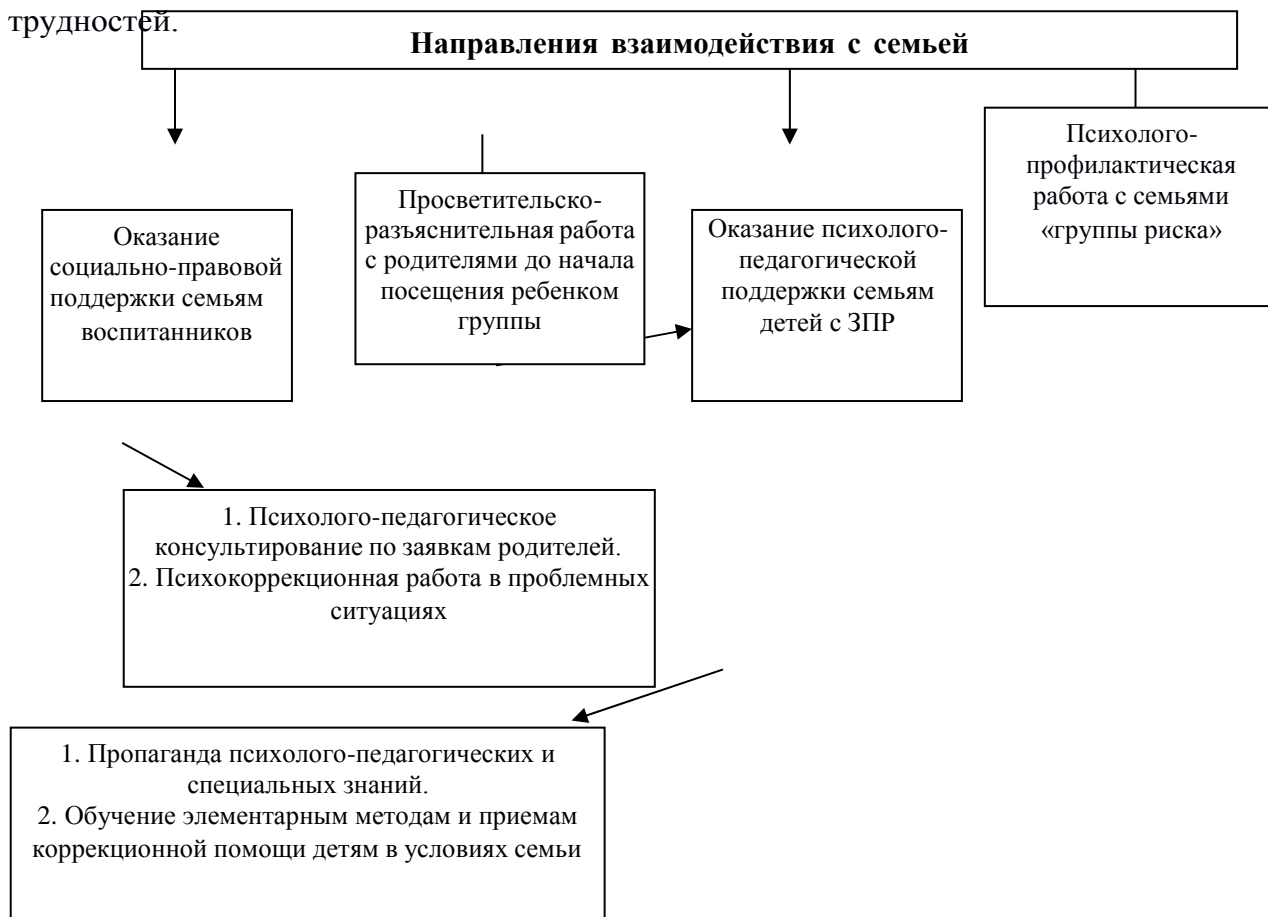 трудностей.
Направления взаимодействия с семьей
Оказание
социально-правовой
поддержки семьям
воспитанников
Просветительско-
разъяснительная работа
с родителями до начала
посещения ребенком
группы
Оказание психолого-
педагогической
поддержки семьям
детей с ЗПР
Психолого-
профилактическая
работа с семьями
«группы риска»
1. Психолого-педагогическое
консультирование по заявкам родителей.
2. Психокоррекционная работа в проблемных
ситуациях
1. Пропаганда психолого-педагогических и
специальных знаний.
2. Обучение элементарным методам и приемам
коррекционной помощи детям в условиях семьи